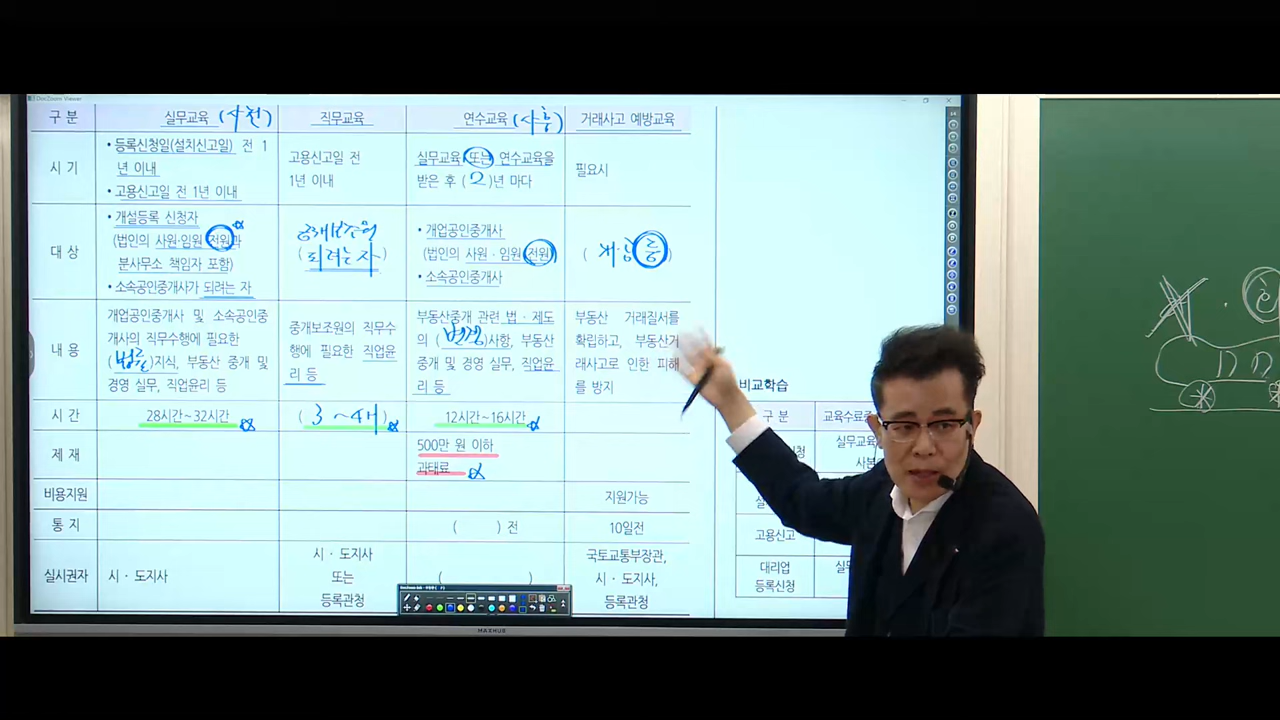 DocZoom Viewer
구 분
실무교육 (사전)
직무교육
연수교육 (사후)
거래사고 예방교육
시 기
• 등록신청일(설치신고일) 전 1
년 이내
• 고용신고일 전 1년 이내
고용신고일 전
1년 이내
실무교육 또는 연수교육을
받은 후 ( 2 )년 마다
필요시
대 상
• 개설등록 신청자
(법인의 사원·임원 전원과
분사무소 책임자 포함)
• 소속공인중개사가 되려는 자
중개보조원
( 되려는 자 )
• 개업공인중개사
(법인의 사원·임원 전원)
• 소속공인중개사
( 개공 등 )
내 용
개업공인중개사 및 소속공인중
개사의 직무수행에 필요한
( 법률 )지식, 부동산 중개 및
경영 실무, 직업윤리 등
중개보조원의 직무수
행에 필요한 직업윤
리 등
부동산중개 관련 법·제도
의 ( 변경 )사항, 부동산
중개 및 경영 실무, 직업윤
리 등
부동산 거래질서를
확립하고, 부동산거
래사고로 인한 피해
를 방지
시 간
28시간~32시간
( 3~4H )
12시간~16시간
제 재
500만 원 이하
과태료
비용지원
지원가능
통 지
( ) 전
10일전
실시권자
시·도지사
시·도지사
또는
등록관청
( )
국토교통부장관,
시·도지사,
등록관청
비교학습
구 분
고용신고
대리업
등록신청
MAXHUB